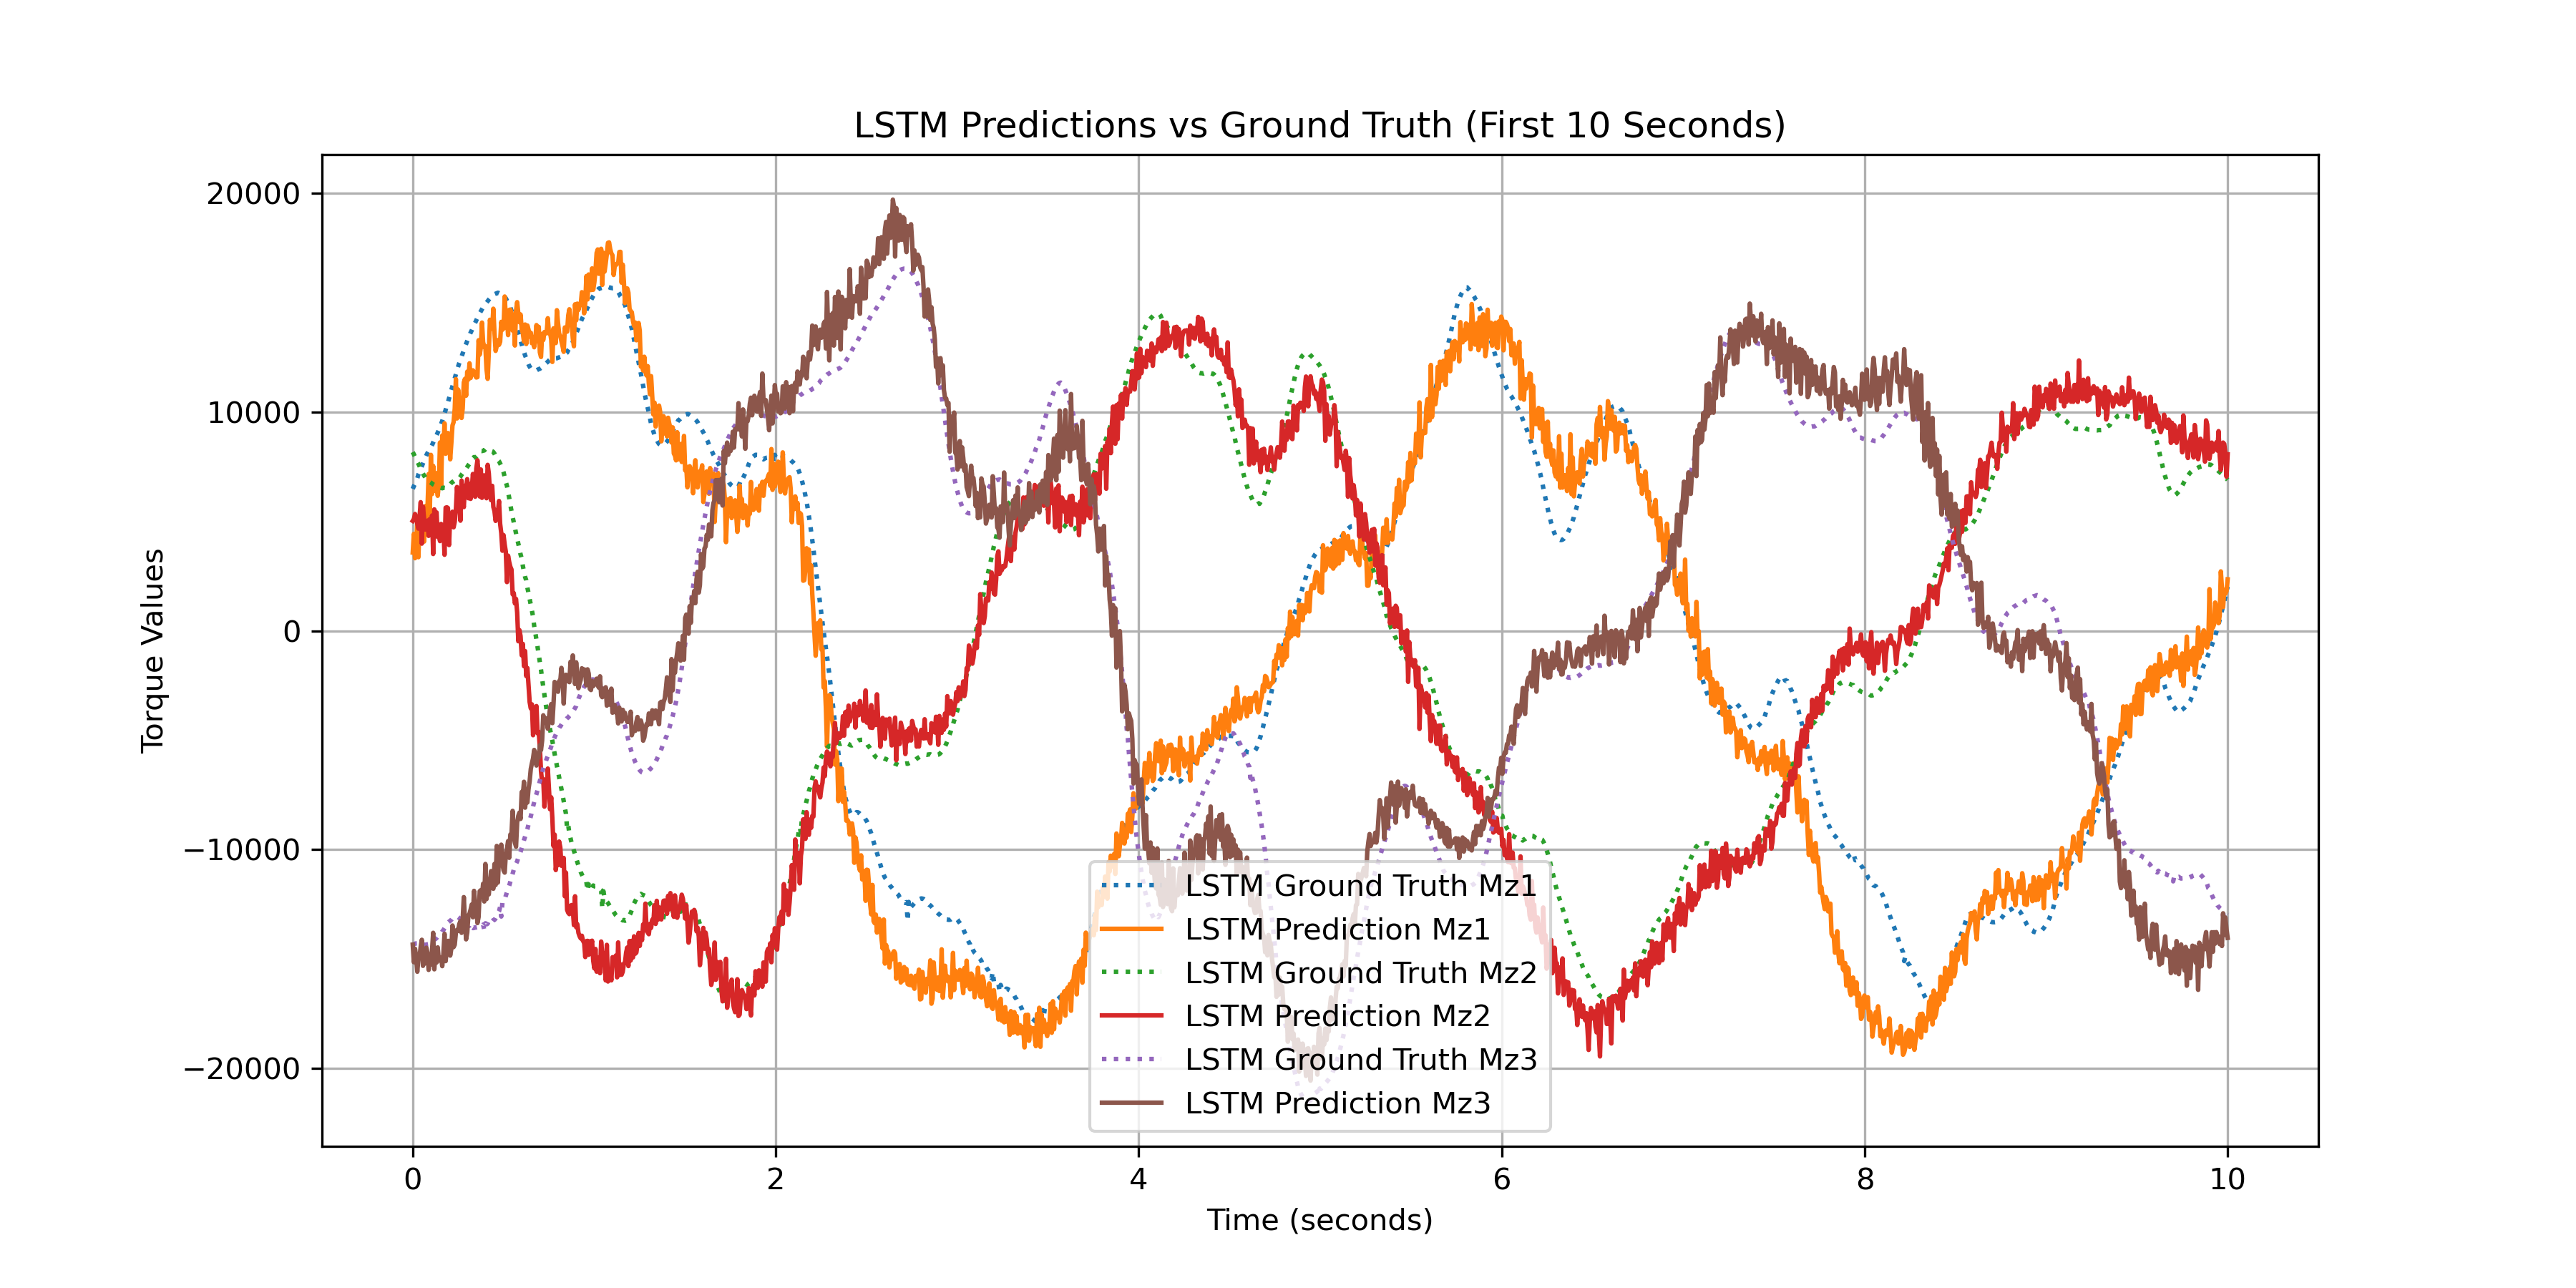 LSTM Predictions vs Ground Truth (First 10 Seconds)
20000
10000
0
−10000
−20000
Torque Values
LSTM Ground Truth Mz1
LSTM Prediction Mz1
LSTM Ground Truth Mz2
LSTM Prediction Mz2
LSTM Ground Truth Mz3
LSTM Prediction Mz3
0 2 4 6 8 10
Time (seconds)